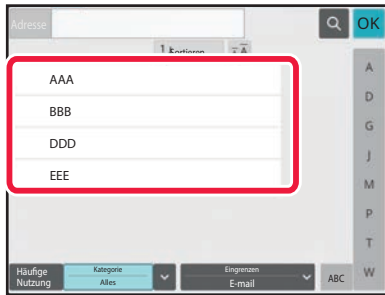 Adresse
OK
Sortieren
AAA
BBB
DDD
EEE
A
D
G
J
M
P
T
W
Häufige
Nutzung
Kategorie
Alles
Eingrenzen
E-mail
ABC